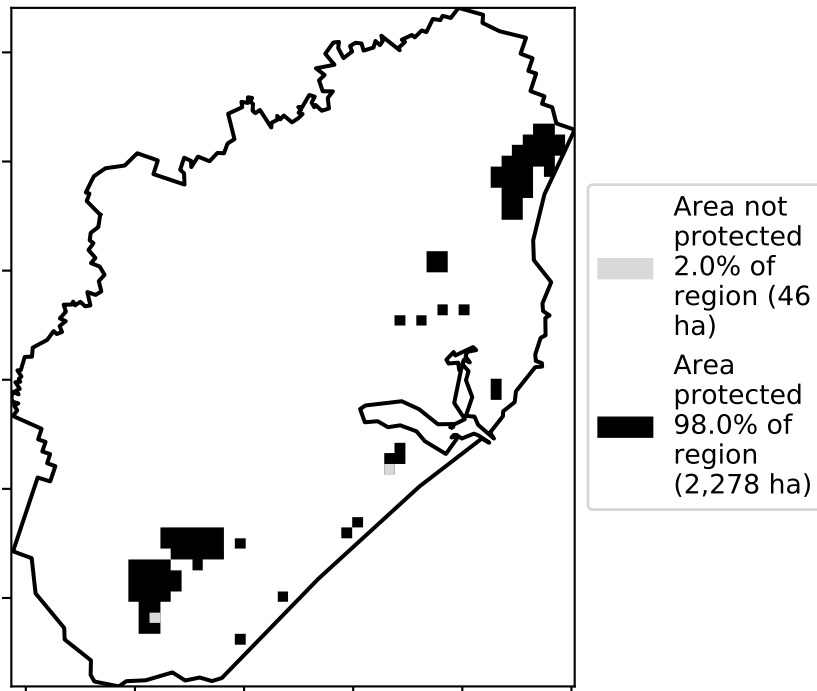 Area not
protected
2.0% of
region (46
ha)
Area
protected
98.0% of
region
(2,278 ha)